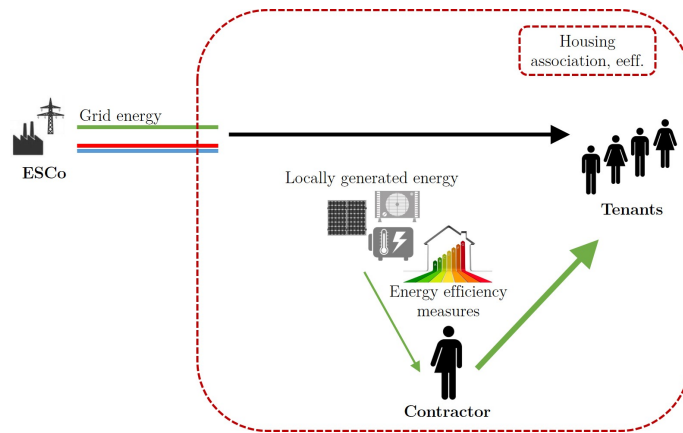 Housing
association, eeff.
Grid energy
ESCo
Locally generated energy
Tenants
Energy efficiency
measures
Contractor